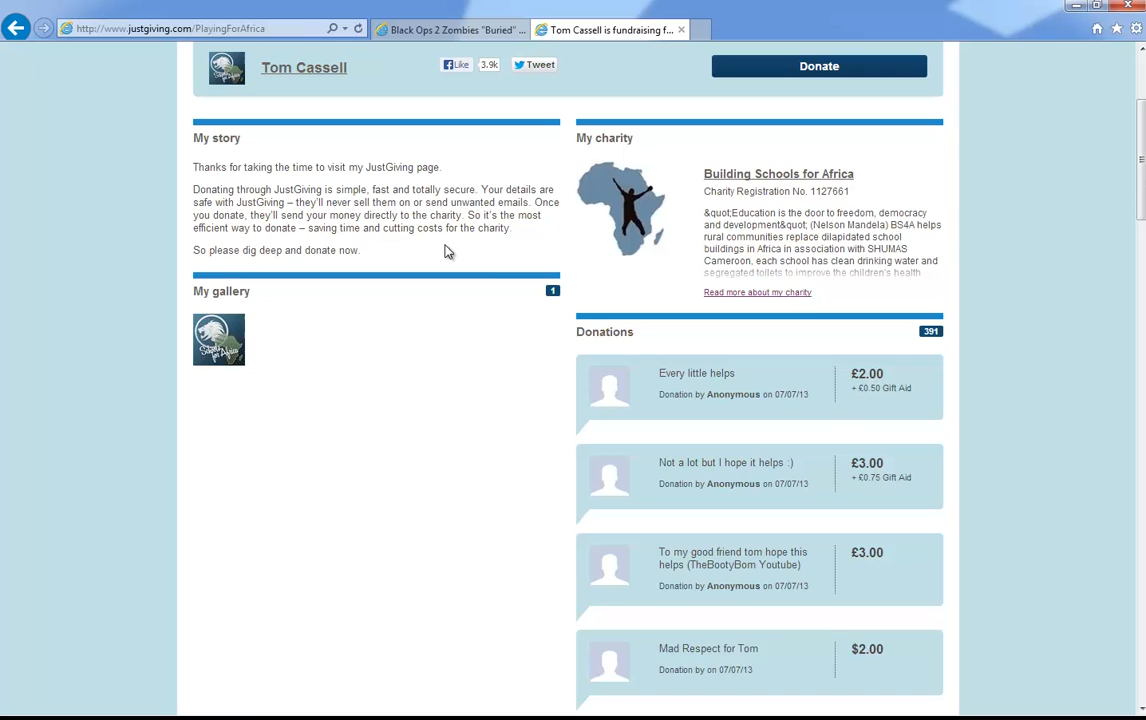 http://www.justgiving.com/PlayingForAfrica
Black Ops 2 Zombies "Buried" ...
Tom Cassell is fundraising f...
Tom Cassell
Like
3.9k
Tweet
Donate
My story
Thanks for taking the time to visit my JustGiving page.
Donating through JustGiving is simple, fast and totally secure. Your details are
safe with JustGiving – they'll never sell them on or send unwanted emails. Once
you donate, they'll send your money directly to the charity. So it's the most
efficient way to donate – saving time and cutting costs for the charity.
So please dig deep and donate now.
My gallery
1
Schools
for Africa
My charity
Building Schools for Africa
Charity Registration No. 1127661
&quot;Education is the door to freedom, democracy
and development&quot; (Nelson Mandela) BS4A helps
rural communities replace dilapidated school
buildings in Africa in association with SHUMAS
Cameroon, each school has clean drinking water and
segregated toilets to improve the children's health
Read more about my charity
Donations
391
Every little helps
Donation by Anonymous on 07/07/13
£2.00
+ £0.50 Gift Aid
Not a lot but I hope it helps :)
Donation by Anonymous on 07/07/13
£3.00
+ £0.75 Gift Aid
To my good friend tom hope this
helps (TheBootyBom Youtube)
Donation by Anonymous on 07/07/13
£3.00
Mad Respect for Tom
Donation by on 07/07/13
$2.00